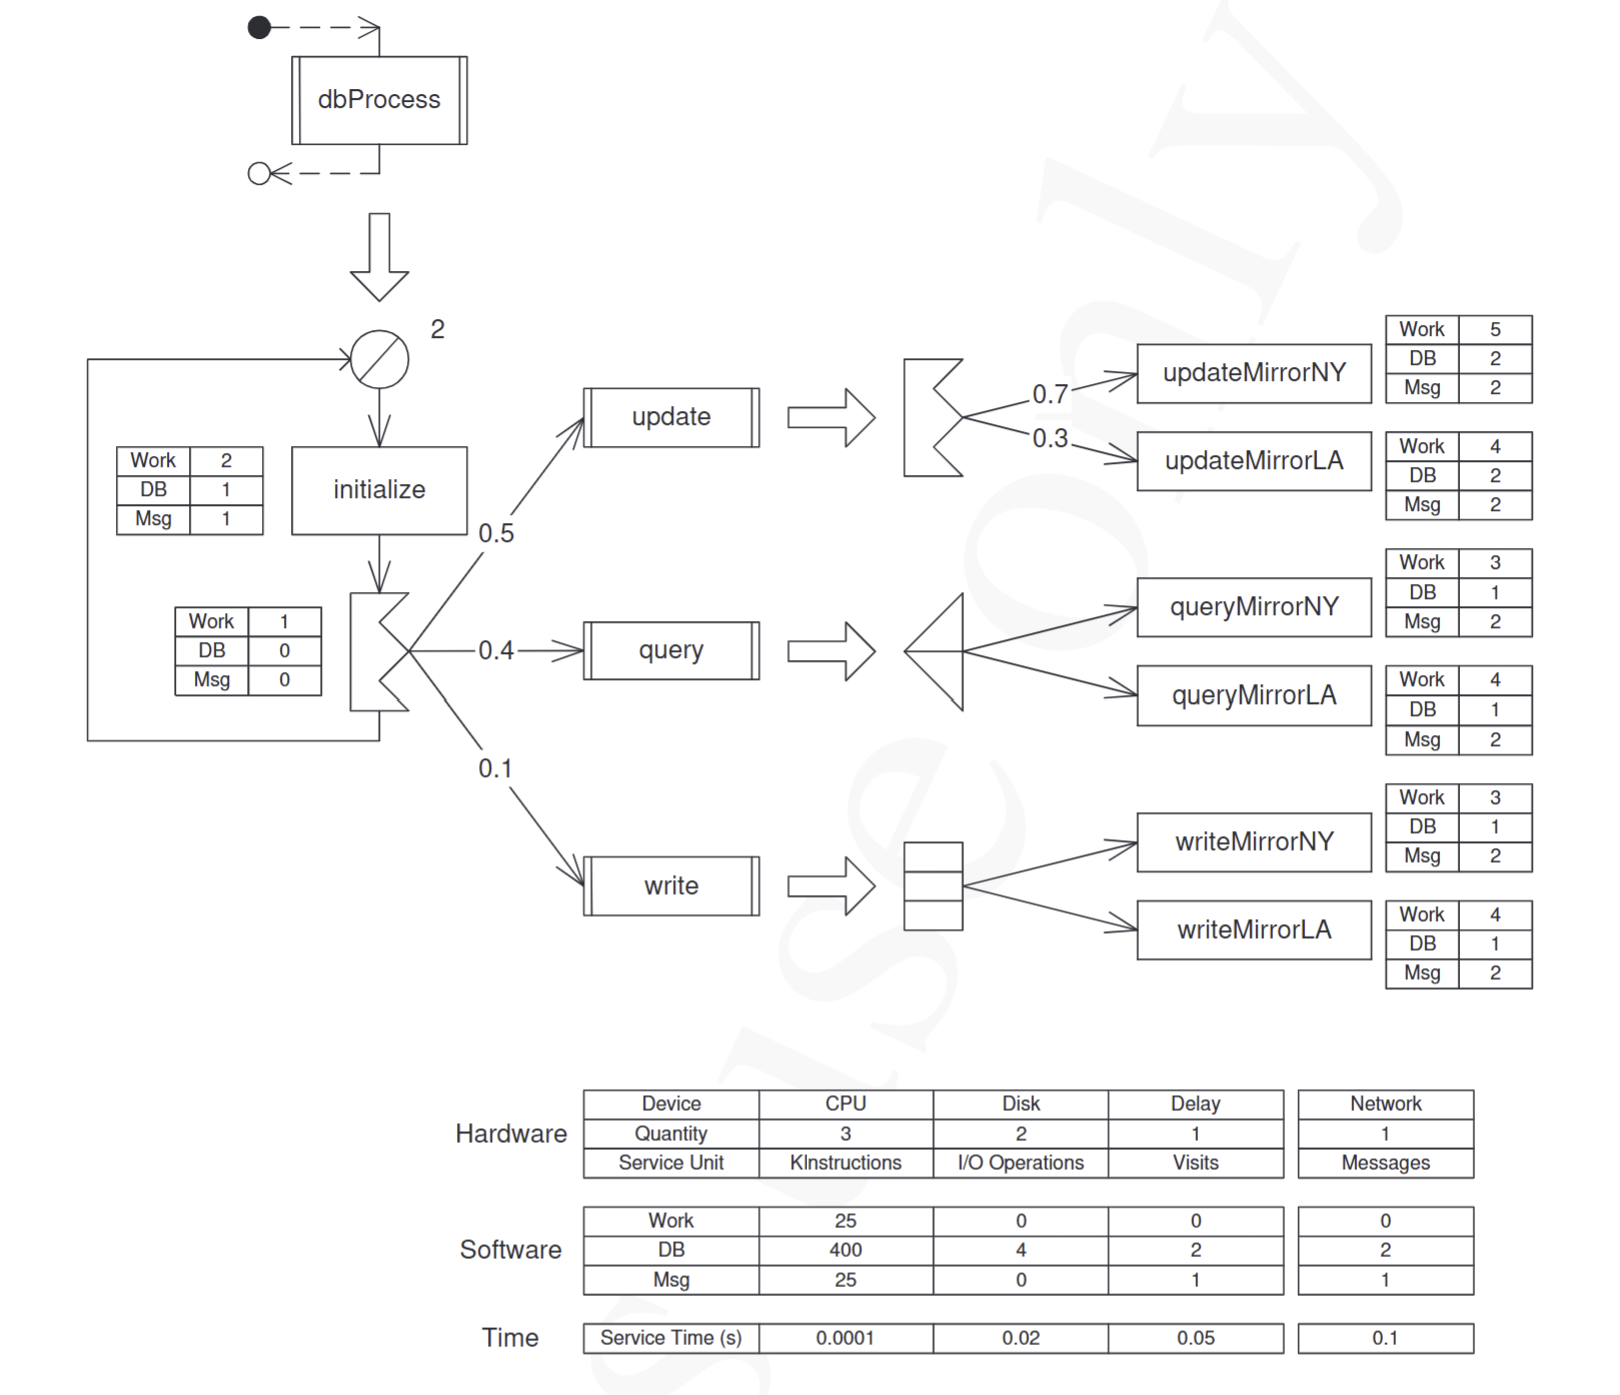 dbProcess
2
Work 2
DB 1
Msg 1
initialize
Work 1
DB 0
Msg 0
0.5
0.4
0.1
update
query
write
0.7
0.3
updateMirrorNY
Work 5
DB 2
Msg 2
updateMirrorLA
Work 4
DB 2
Msg 2
queryMirrorNY
Work 3
DB 1
Msg 2
queryMirrorLA
Work 4
DB 1
Msg 2
writeMirrorNY
Work 3
DB 1
Msg 2
writeMirrorLA
Work 4
DB 1
Msg 2
Hardware
Device CPU Disk Delay Network
Quantity 3 2 1 1
Service Unit KInstructions I/O Operations Visits Messages
Software
Work 25 0 0 0
DB 400 4 2 2
Msg 25 0 1 1
Time
Service Time (s) 0.0001 0.02 0.05 0.1
use only